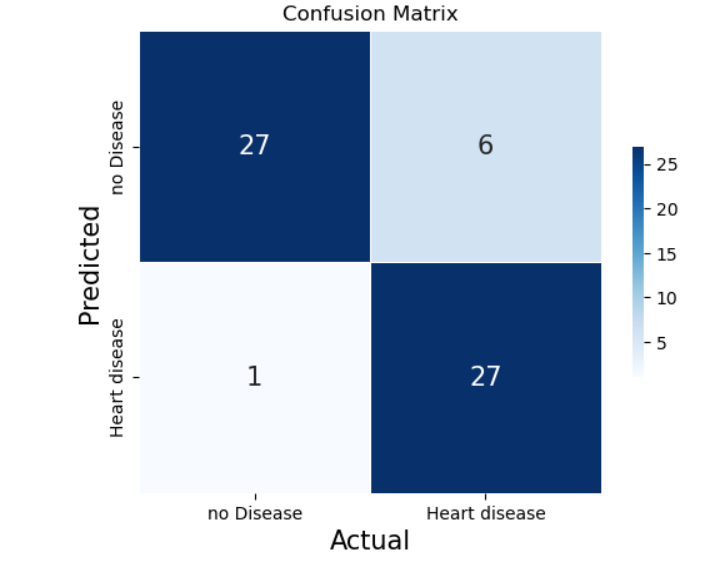 Confusion Matrix
Predicted
no Disease
27
6
Heart disease
1
27
no Disease
Heart disease
Actual
25
20
15
10
5